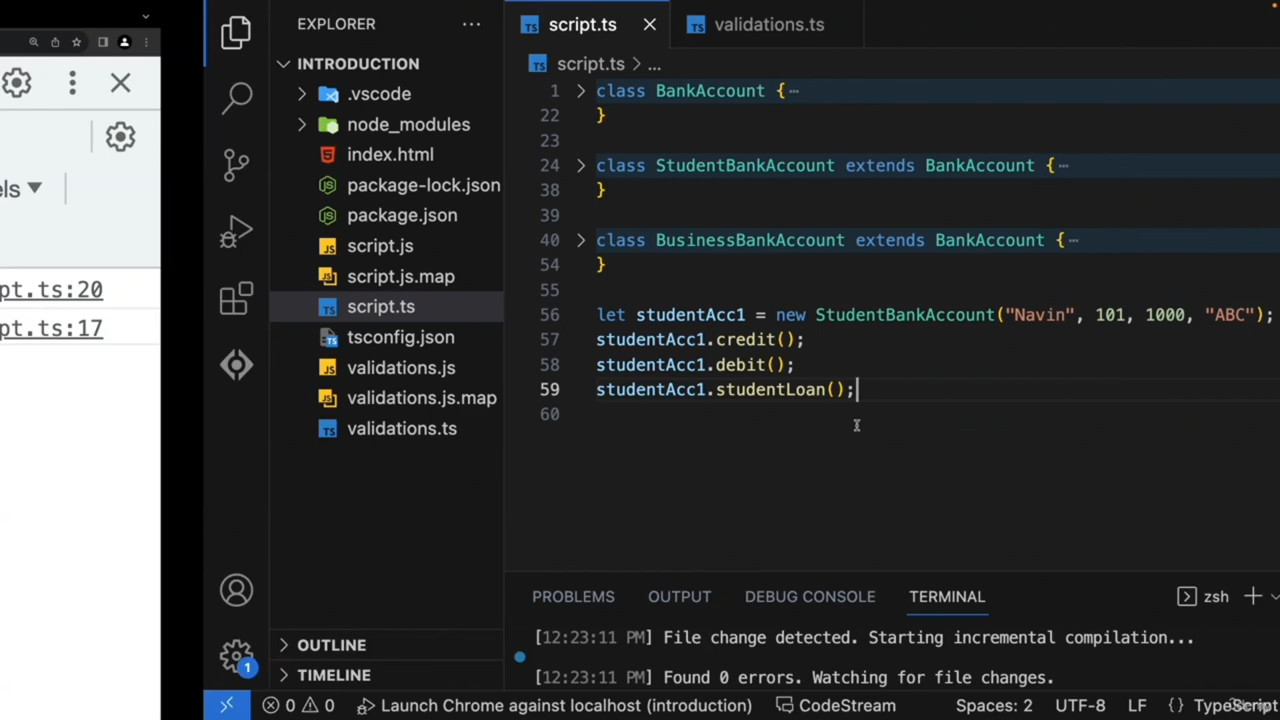 els
pt.ts:20
pt.ts:17
EXPLORER
INTRODUCTION
.vscode
node_modules
index.html
package-lock.json
package.json
script.js
script.js.map
script.ts
tsconfig.json
validations.js
validations.js.map
validations.ts
OUTLINE
TIMELINE
1
script.ts
validations.ts
script.ts > ...
1 class BankAccount {
22 }
23
24 class StudentBankAccount extends BankAccount {
38 }
39
40 class BusinessBankAccount extends BankAccount {
54 }
55
56 let studentAcc1 = new StudentBankAccount("Navin", 101, 1000, "ABC");
57 studentAcc1.credit();
58 studentAcc1.debit();
59 studentAcc1.studentLoan();
60
PROBLEMS OUTPUT DEBUG CONSOLE TERMINAL zsh
[12:23:11 PM] File change detected. Starting incremental compilation...
[12:23:11 PM] Found 0 errors. Watching for file changes.
0 0 Launch Chrome against localhost (introduction) CodeStream Spaces: 2 UTF-8 LF {} TypeScript